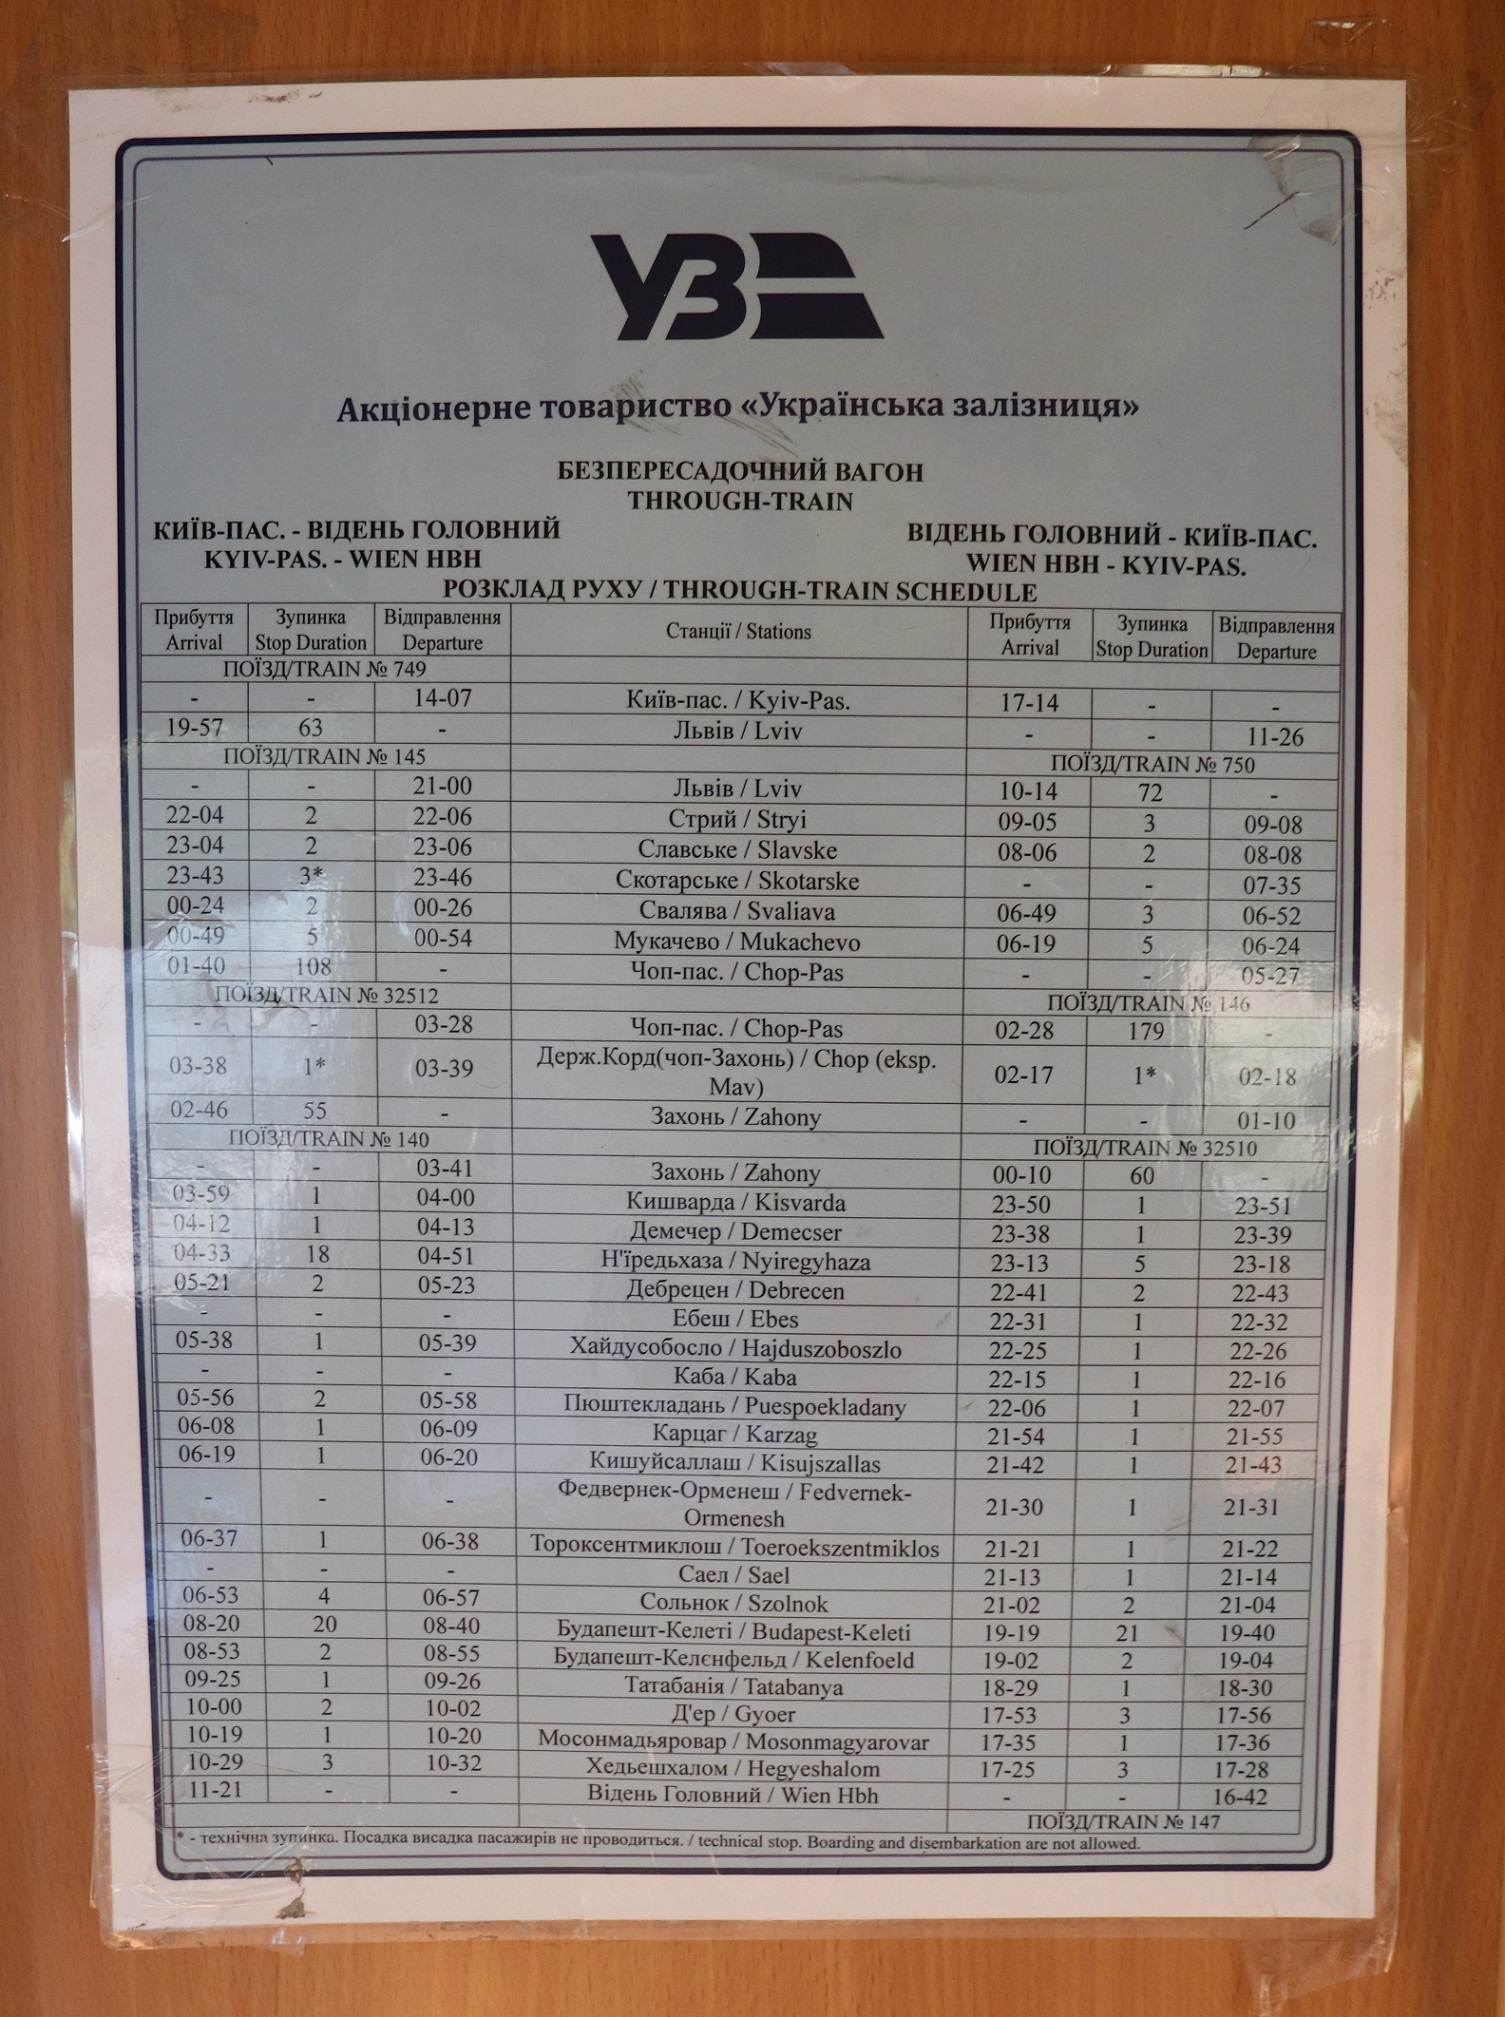 УЗ
Акціонерне товариство «Українська залізниця»
БЕЗПЕРЕСАДОЧНИЙ ВАГОН
THROUGH-TRAIN
КИЇВ-ПАС. - ВІДЕНЬ ГОЛОВНИЙ ВІДЕНЬ ГОЛОВНИЙ - КИЇВ-ПАС.
KYIV-PAS. - WIEN HBH WIEN HBH - KYIV-PAS.
РОЗКЛАД РУХУ / THROUGH-TRAIN SCHEDULE
Прибуття Зупинка Відправлення Станції / Stations Прибуття Зупинка Відправлення
Arrival Stop Duration Departure Arrival Stop Duration Departure
ПОЇЗД/TRAIN № 749
- - 14-07 Київ-пас. / Kyiv-Pas. 17-14 - -
19-57 63 - Львів / Lviv - - 11-26
ПОЇЗД/TRAIN № 145 ПОЇЗД/TRAIN № 750
- - 21-00 Львів / Lviv 10-14 72 -
22-04 2 22-06 Стрий / Stryi 09-05 3 09-08
23-04 2 23-06 Славське / Slavske 08-06 2 08-08
23-43 3* 23-46 Скотарське / Skotarske - - 07-35
00-24 2 00-26 Свалява / Svaliava 06-49 3 06-52
00-49 5 00-54 Мукачево / Mukachevo 06-19 5 06-24
01-40 108 - Чоп-пас. / Chop-Pas - - 05-27
ПОЇЗД/TRAIN № 32512 ПОЇЗД/TRAIN № 146
- - 03-28 Чоп-пас. / Chop-Pas 02-28 179 -
03-38 1* 03-39 Держ.Корд(чоп-Захонь) / Chop (eksp. 02-17 1* 02-18
Mav)
02-46 55 - Захонь / Zahony - - 01-10
ПОЇЗД/TRAIN № 140 ПОЇЗД/TRAIN № 32510
- - 03-41 Захонь / Zahony 00-10 60 -
03-59 1 04-00 Кишварда / Kisvarda 23-50 1 23-51
04-12 1 04-13 Демечер / Demecser 23-38 1 23-39
04-33 18 04-51 Н'їредьхаза / Nyiregyhaza 23-13 5 23-18
05-21 2 05-23 Дебрецен / Debrecen 22-41 2 22-43
- - - Ебеш / Ebes 22-31 1 22-32
05-38 1 05-39 Хайдусобосло / Hajduszoboszlo 22-25 1 22-26
- - - Каба / Kaba 22-15 1 22-16
05-56 2 05-58 Пюштекладань / Puespoekladany 22-06 1 22-07
06-08 1 06-09 Карцаг / Karzag 21-54 1 21-55
06-19 1 06-20 Кишуйсаллаш / Kisujszallas 21-42 1 21-43
- - - Федвернек-Орменеш / Fedvernek- 21-30 1 21-31
Ormenesh
06-37 1 06-38 Тороксентмиклош / Toeroekszentmiklos 21-21 1 21-22
- - - Саел / Sael 21-13 1 21-14
06-53 4 06-57 Сольнок / Szolnok 21-02 2 21-04
08-20 20 08-40 Будапешт-Келеті / Budapest-Keleti 19-19 21 19-40
08-53 2 08-55 Будапешт-Келєнфельд / Kelenfoeld 19-02 2 19-04
09-25 1 09-26 Татабанія / Tatabanya 18-29 1 18-30
10-00 2 10-02 Д'ер / Gyoer 17-53 3 17-56
10-19 1 10-20 Мосонмадьяровар / Mosonmagyarovar 17-35 1 17-36
10-29 3 10-32 Хедьешхалом / Hegyeshalom 17-25 3 17-28
11-21 - - Відень Головний / Wien Hbh - - 16-42
ПОЇЗД/TRAIN № 147
* - технічна зупинка. Посадка висадка пасажирів не проводиться. / technical stop. Boarding and disembarkation are not allowed.